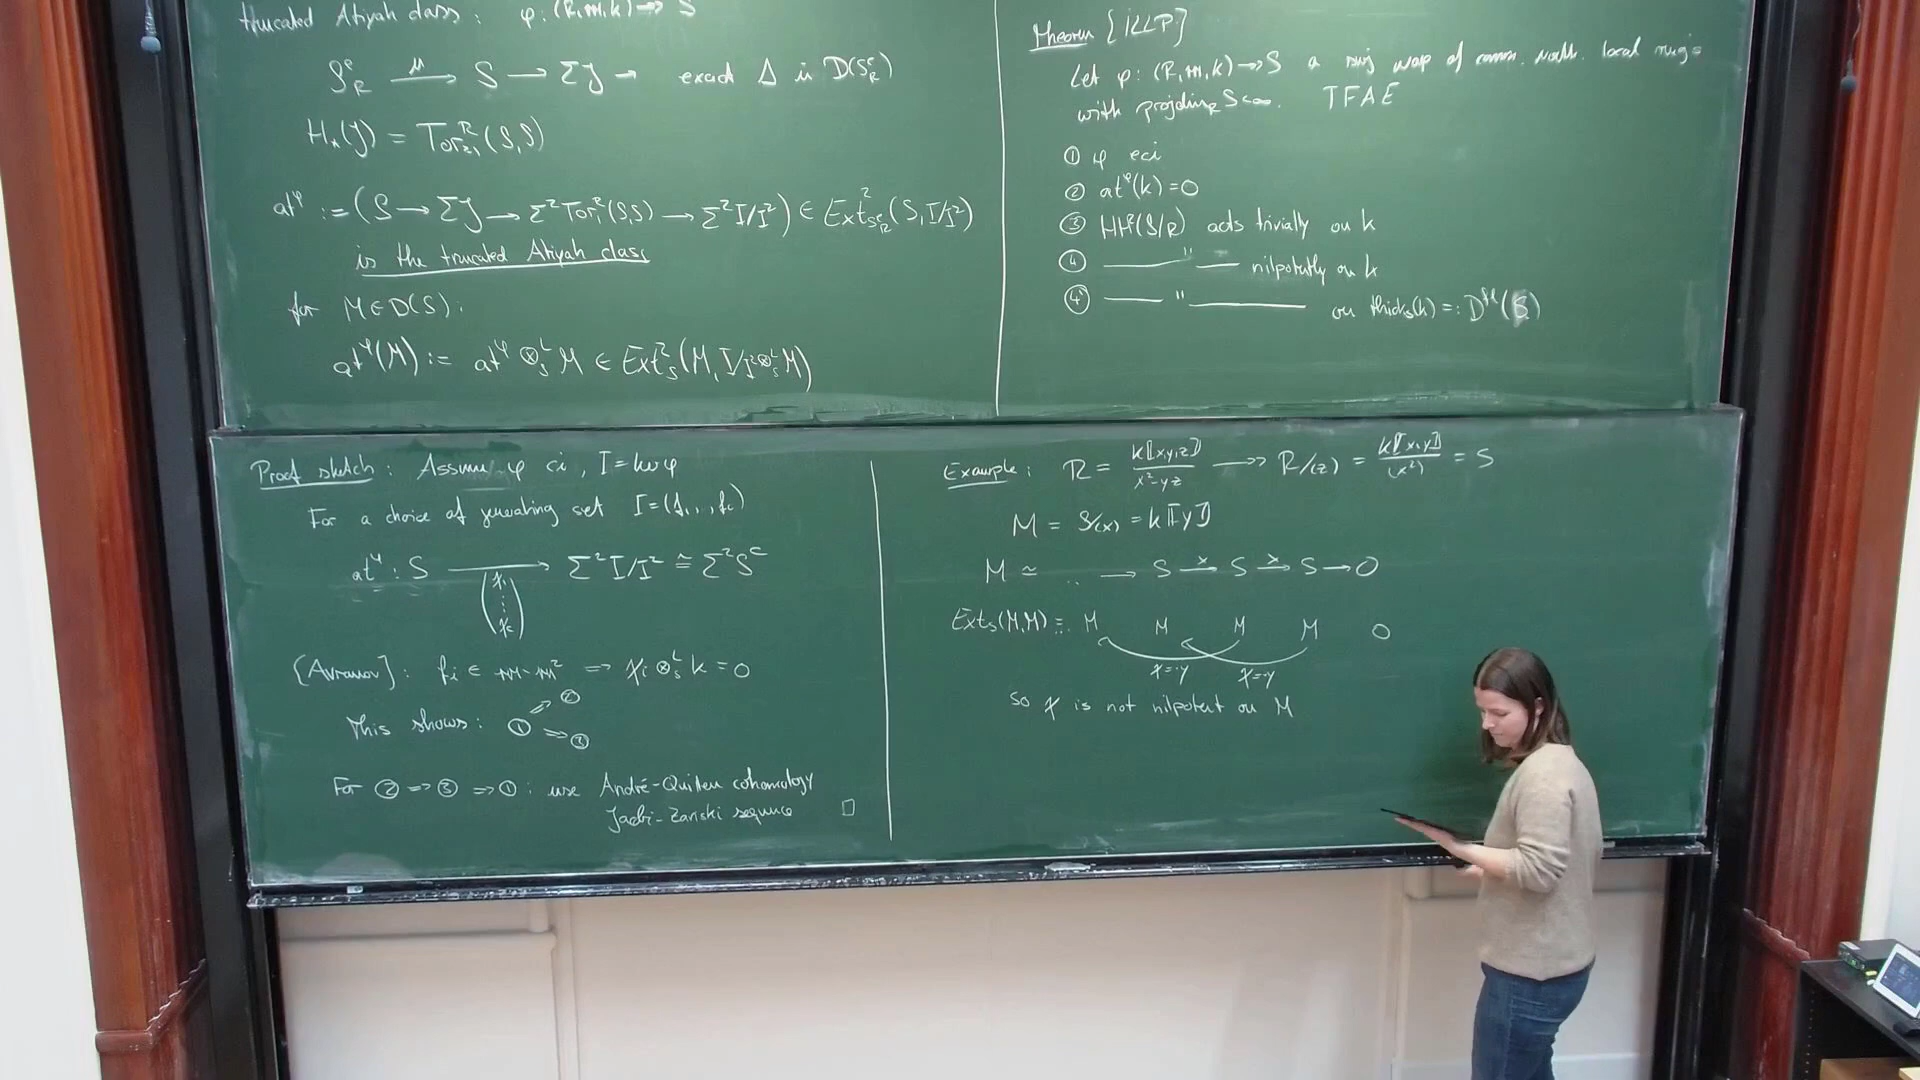 truncated Atiyah class : φ : (R,m,k) ↠ S
S^e_R —μ→ S → ΣJ → exact Δ in D(S^e_R)
H_*(J) = Tor^R_{≥1}(S,S)
at^φ := (S → ΣJ → Σ²Tor^R_1(S,S) → Σ²I/I²) ∈ Ext²_{S^e_R}(S, I/I²)
is the truncated Atiyah class
for M ∈ D(S) :
at^φ(M) := at^φ ⊗^L_S M ∈ Ext²_S(M, I/I² ⊗^L_S M)
Theorem [ILLP]
Let φ : (R,m,k) ↠ S a ring map of comm. noeth. local rings
with projdim_R S < ∞. TFAE
① φ eci
② at^φ(k) = 0
③ HH²(S/R) acts trivially on k
④ —— " —— nilpotently on k
④' —— " —— on thick_S(k) =: D^{fl}(S)
Proof sketch : Assume φ ci , I = ker φ
For a choice of generating set I = (f_1,..,f_c)
at^φ : S → Σ²I/I² ≅ Σ²S^c
(χ_1 ⋮ χ_c)
[Avramov] : f_i ∈ m∖m² ⇒ χ_i ⊗^L_S k = 0
This shows : ① ⇒ ②
⇒ ③
For ② ⇒ ③ ⇒ ① : use André-Quillen cohomology
Jacobi-Zariski sequence □
Example : R = k⟦x,y,z⟧/(x²-yz) ↠ R/(z) = k⟦x,y⟧/(x²) = S
M = S/(x) = k⟦y⟧
M ≃ .. → S —x→ S —x→ S → 0
Ext_S(M,M) = .. M M M M 0
χ=·y χ=·y
so χ is not nilpotent on M